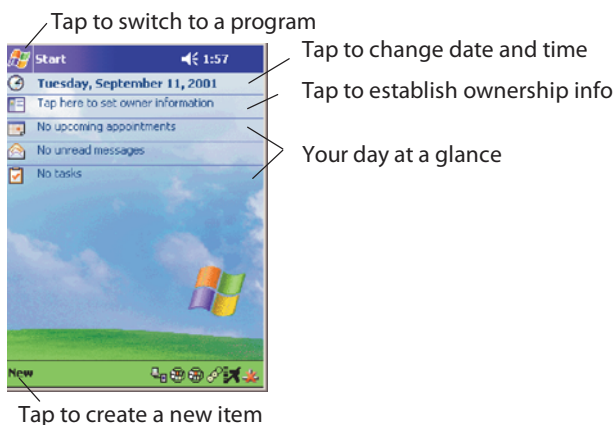 Tap to switch to a program
Start 1:57
Tap to change date and time
Tuesday, September 11, 2001
Tap here to set owner information
Tap to establish ownership info
No upcoming appointments
No unread messages
Your day at a glance
No tasks
New
Tap to create a new item